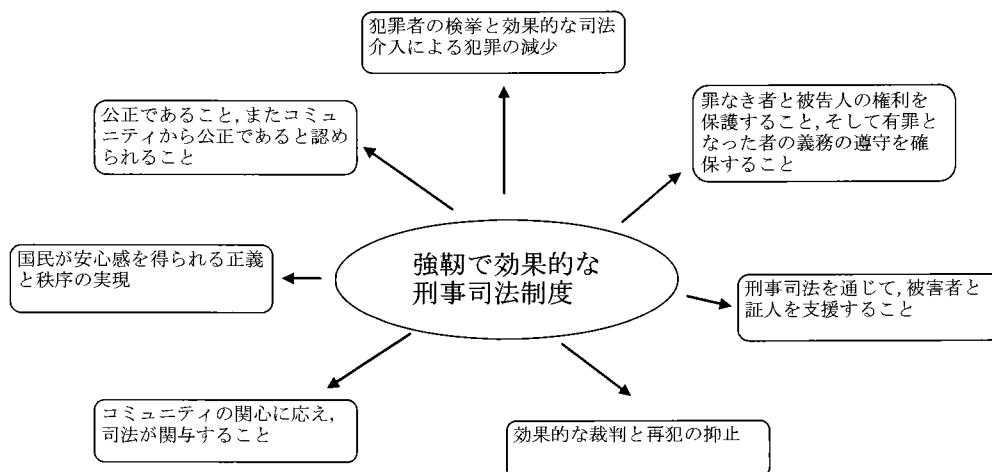 犯罪者の検挙と効果的な司法
介入による犯罪の減少
公正であること,またコミュ
ニティから公正であると認め
られること
罪なき者と被告人の権利を
保護すること,そして有罪と
なった者の義務の遵守を確
保すること
国民が安心感を得られる正義
と秩序の実現
強靭で効果的な
刑事司法制度
刑事司法を通じて,被害者と
証人を支援すること
コミュニティの関心に応え,
司法が関与すること
効果的な裁判と再犯の抑止